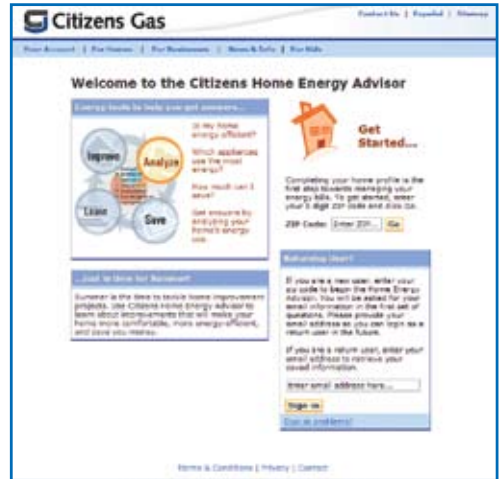 Citizens Gas
Contact Us | Español | Sitemap
Your Account | For Homes | For Businesses | News & Info | For Kids
Welcome to the Citizens Home Energy Advisor
Energy tools to help you get answers...
Improve
Analyze
Learn
Save
Is my home
energy efficient?
Which appliances
use the most
energy?
How much can I
save?
Get answers by
analyzing your
home's energy
use.
Get
Started...
Completing your home profile is the
first step towards managing your
energy bills. To get started, enter
your 5 digit ZIP code and click Go.
ZIP Code: Enter ZIP... Go
...Just in time for Summer!
Summer is the time to tackle home improvement
projects. Use Citizens Home Energy Advisor to
learn about improvements that will make your
home more comfortable, more energy-efficient,
and save you money.
Returning User?
If you are a new user, enter your
zip code to begin the Home Energy
Advisor. You will be asked for your
email information in the first set of
questions. Please provide your
email address so you can login as a
return user in the future.
If you are a return user, enter your
email address to retrieve your
saved information.
Enter email address here...
Sign in
Sign in problems?
Terms & Conditions | Privacy | Contact